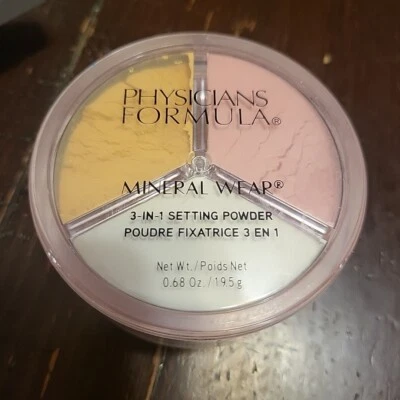 PHYSICIANS
FORMULA®
MINERAL WEAR®
3-IN-1 SETTING POWDER
POUDRE FIXATRICE 3 EN 1
Net Wt./Poids Net
0.68 Oz./19.5 g